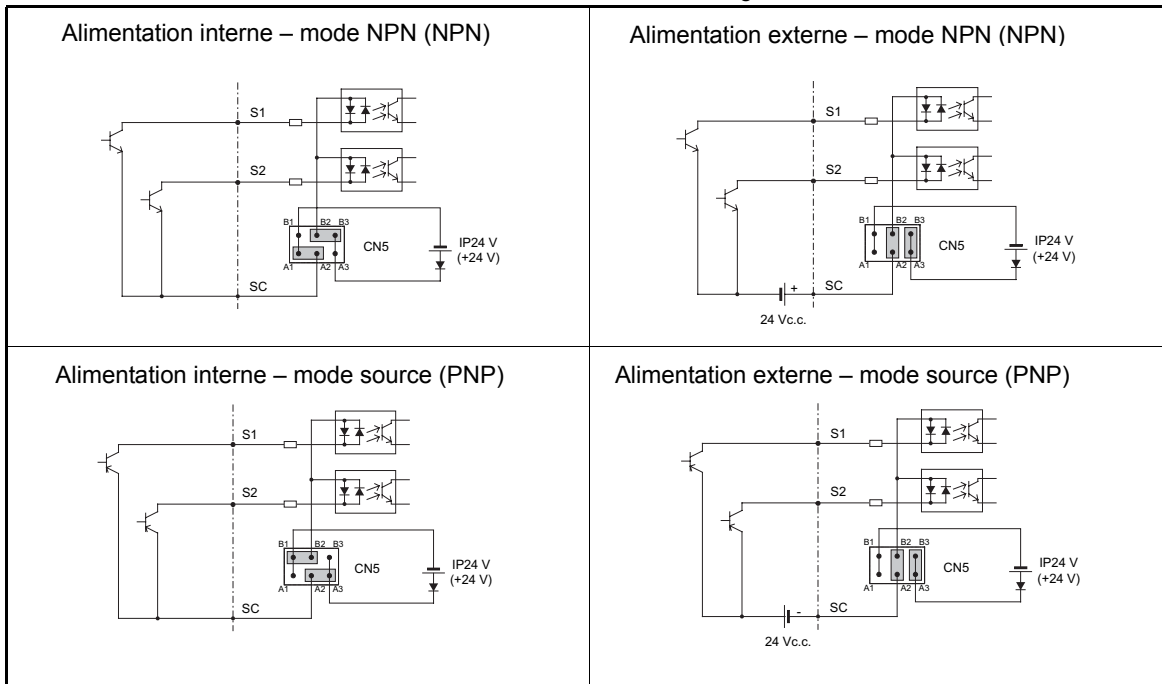 Alimentation interne – mode NPN (NPN)
S1
S2
B1 B2 B3
CN5
IP24 V
(+24 V)
A1 A2 A3
SC
Alimentation externe – mode NPN (NPN)
S1
S2
B1 B2 B3
CN5
IP24 V
(+24 V)
A1 A2 A3
+ SC
24 Vc.c.
Alimentation interne – mode source (PNP)
S1
S2
B1 B2 B3
CN5
IP24 V
(+24 V)
A1 A2 A3
SC
Alimentation externe – mode source (PNP)
S1
S2
B1 B2 B3
CN5
IP24 V
(+24 V)
A1 A2 A3
- SC
24 Vc.c.